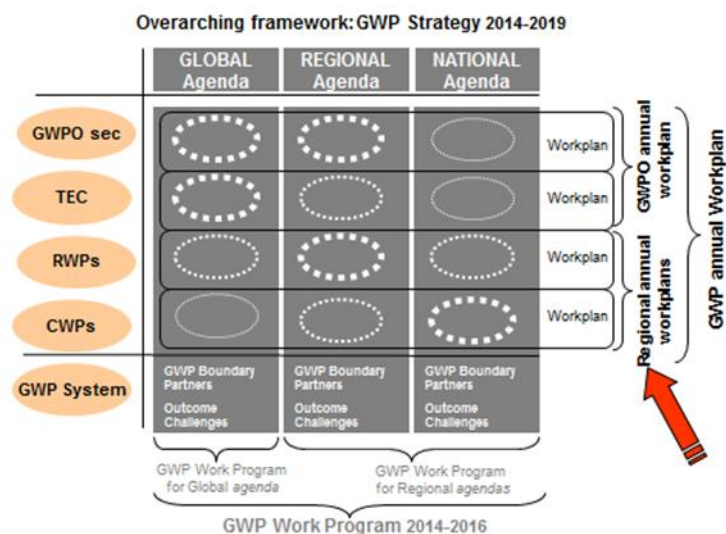 Overarching framework: GWP Strategy 2014-2019
GLOBAL
Agenda
REGIONAL
Agenda
NATIONAL
Agenda
GWPO sec
Workplan
TEC
Workplan
RWPs
Workplan
CWPs
Workplan
GWPO annual
workplan
Regional annual
workplans
GWP annual Workplan
GWP System
GWP Boundary
Partners
Outcome
Challenges
GWP Boundary
Partners
Outcome
Challenges
GWP Boundary
Partners
Outcome
Challenges
GWP Work Program
for Global agenda
GWP Work Program
for Regional agendas
GWP Work Program 2014-2016